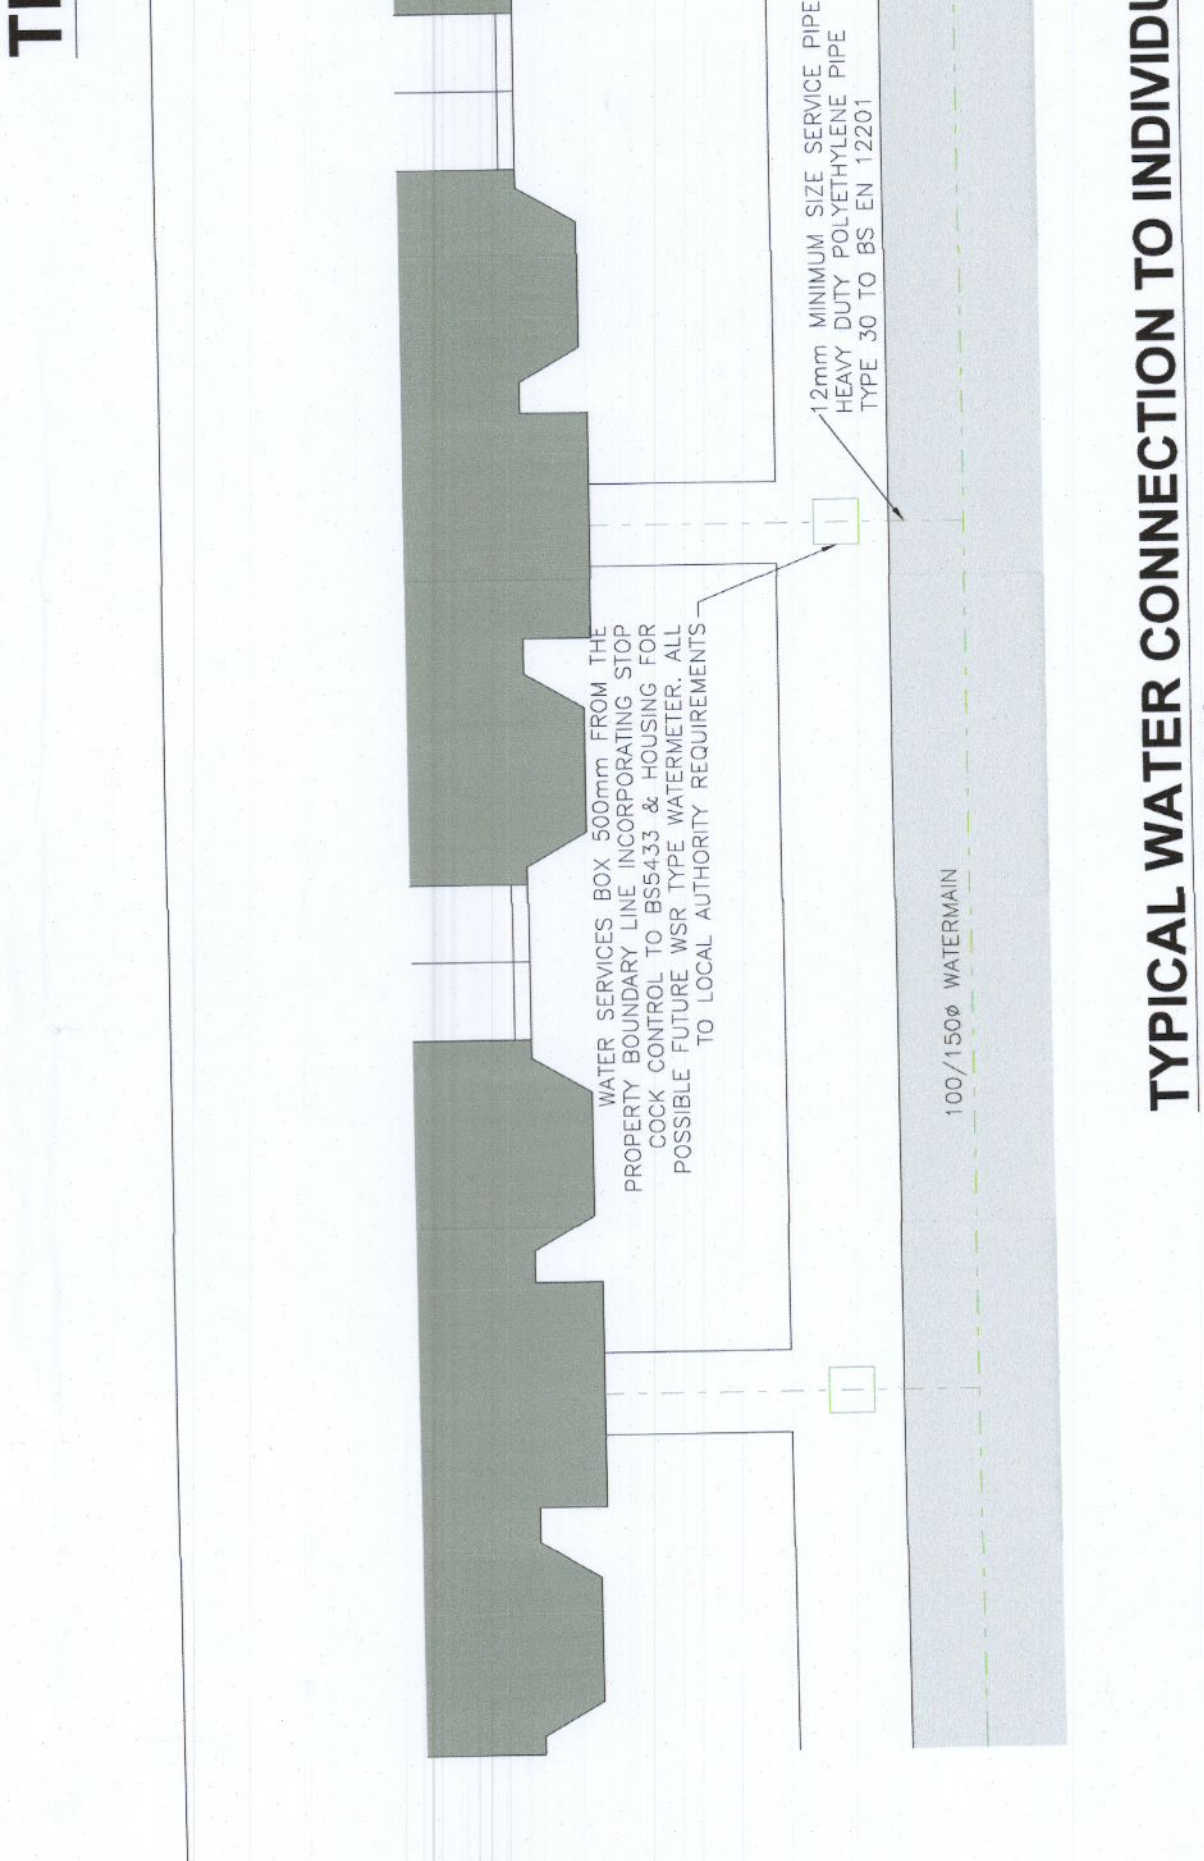 WATER SERVICES BOX 500mm FROM THE
PROPERTY BOUNDARY LINE INCORPORATING STOP
COCK CONTROL TO BS5433 & HOUSING FOR
POSSIBLE FUTURE WSR TYPE WATERMETER. ALL
TO LOCAL AUTHORITY REQUIREMENTS
12mm MINIMUM SIZE SERVICE PIPE
HEAVY DUTY POLYETHYLENE PIPE
TYPE 30 TO BS EN 12201
100/150ø WATERMAIN
TYPICAL WATER CONNECTION TO